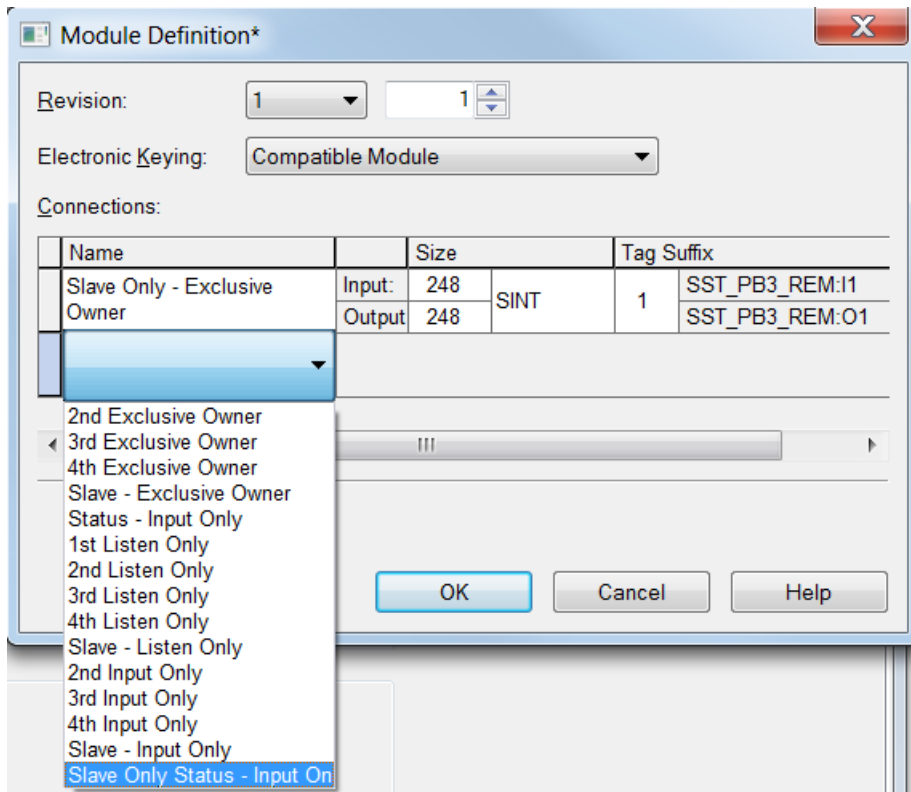 Module Definition*
Revision: 1 1
Electronic Keying: Compatible Module
Connections:
Name Size Tag Suffix
Slave Only - Exclusive Owner Input: 248 SINT 1 SST_PB3_REM:I1
Output 248 SST_PB3_REM:O1
2nd Exclusive Owner
3rd Exclusive Owner
4th Exclusive Owner
Slave - Exclusive Owner
Status - Input Only
1st Listen Only
2nd Listen Only
3rd Listen Only
4th Listen Only
Slave - Listen Only
2nd Input Only
3rd Input Only
4th Input Only
Slave - Input Only
Slave Only Status - Input On
OK Cancel Help